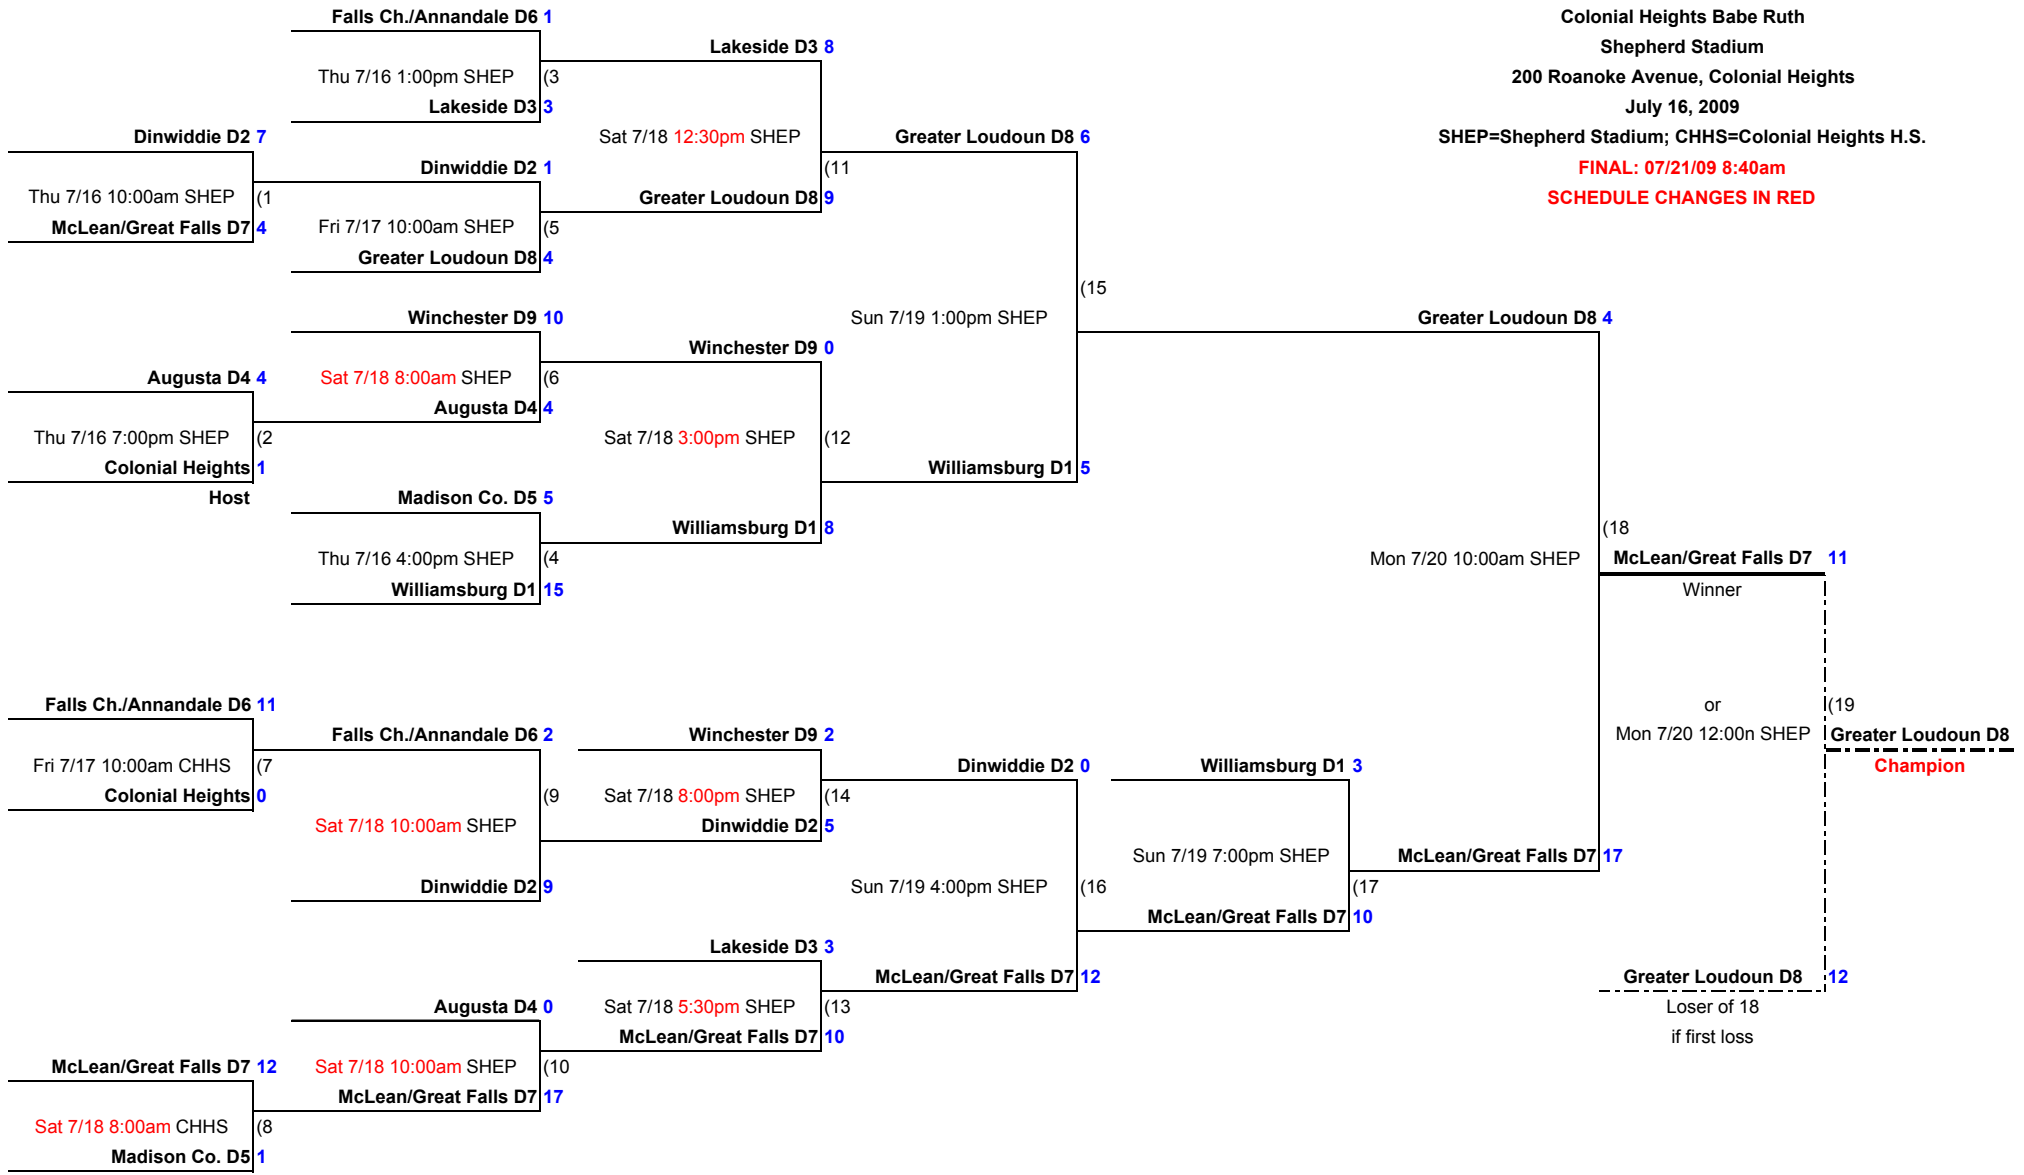 Falls Ch./Annandale D6 1
Colonial Heights Babe Ruth
Lakeside D3 8
Shepherd Stadium
Thu 7/16 1:00pm SHEP (3
200 Roanoke Avenue, Colonial Heights
Lakeside D3 3
July 16, 2009
Dinwiddie D2 7
Sat 7/18 12:30pm SHEP
Greater Loudoun D8 6
SHEP=Shepherd Stadium; CHHS=Colonial Heights H.S.
Dinwiddie D2 1
(11
FINAL: 07/21/09 8:40am
Thu 7/16 10:00am SHEP (1
Greater Loudoun D8 9
SCHEDULE CHANGES IN RED
McLean/Great Falls D7 4
Fri 7/17 10:00am SHEP (5
Greater Loudoun D8 4
(15
Winchester D9 10
Sun 7/19 1:00pm SHEP
Greater Loudoun D8 4
Winchester D9 0
Augusta D4 4
Sat 7/18 8:00am SHEP (6
Augusta D4 4
Thu 7/16 7:00pm SHEP (2
Sat 7/18 3:00pm SHEP (12
Colonial Heights 1
Williamsburg D1 5
Host
Madison Co. D5 5
Williamsburg D1 8
(18
Thu 7/16 4:00pm SHEP (4
Mon 7/20 10:00am SHEP
McLean/Great Falls D7 11
Williamsburg D1 15
Winner
Falls Ch./Annandale D6 11
or
(19
Falls Ch./Annandale D6 2
Winchester D9 2
Mon 7/20 12:00n SHEP
Greater Loudoun D8
Fri 7/17 10:00am CHHS (7
Dinwiddie D2 0
Williamsburg D1 3
Champion
Colonial Heights 0
(9
Sat 7/18 8:00pm SHEP (14
Sat 7/18 10:00am SHEP
Dinwiddie D2 5
Sun 7/19 7:00pm SHEP
McLean/Great Falls D7 17
Dinwiddie D2 9
Sun 7/19 4:00pm SHEP (16
(17
McLean/Great Falls D7 10
Lakeside D3 3
McLean/Great Falls D7 12
Greater Loudoun D8 12
Augusta D4 0
Sat 7/18 5:30pm SHEP (13
Loser of 18
McLean/Great Falls D7 10
if first loss
McLean/Great Falls D7 12
Sat 7/18 10:00am SHEP (10
McLean/Great Falls D7 17
Sat 7/18 8:00am CHHS (8
Madison Co. D5 1